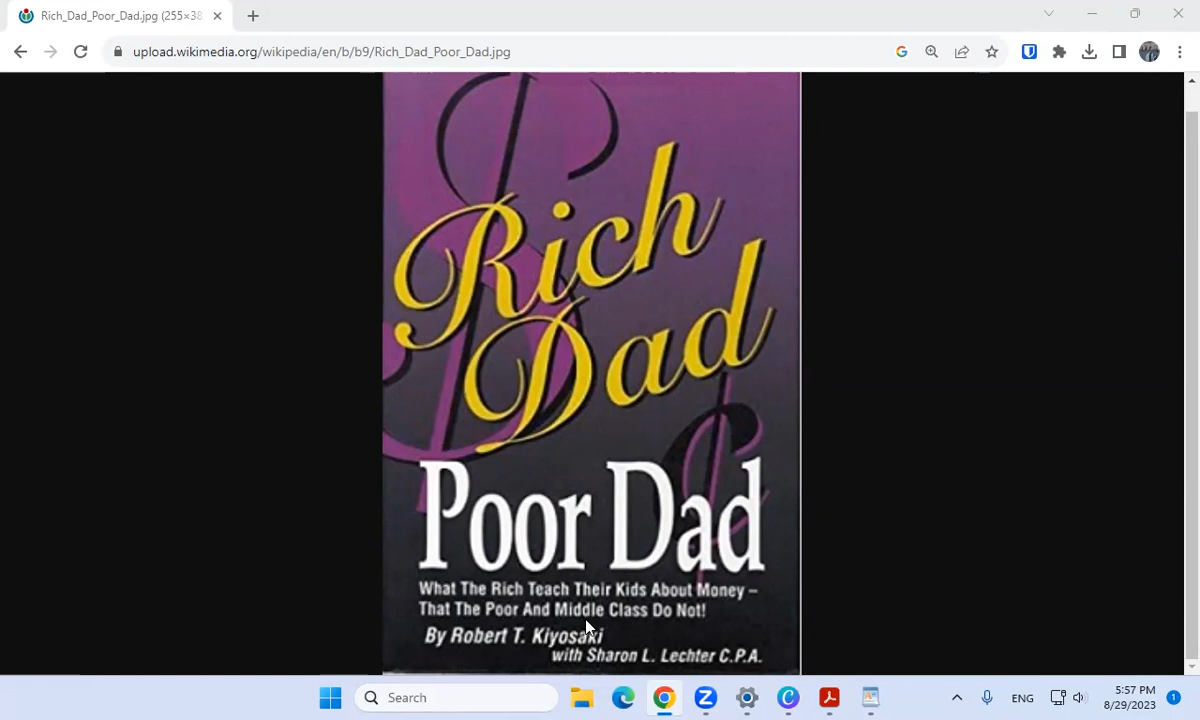 Rich_Dad_Poor_Dad.jpg (255×38
upload.wikimedia.org/wikipedia/en/b/b9/Rich_Dad_Poor_Dad.jpg
Rich
Dad
Poor Dad
What The Rich Teach Their Kids About Money –
That The Poor And Middle Class Do Not!
By Robert T. Kiyosaki
with Sharon L. Lechter C.P.A.
Search
ENG
5:57 PM
8/29/2023
1